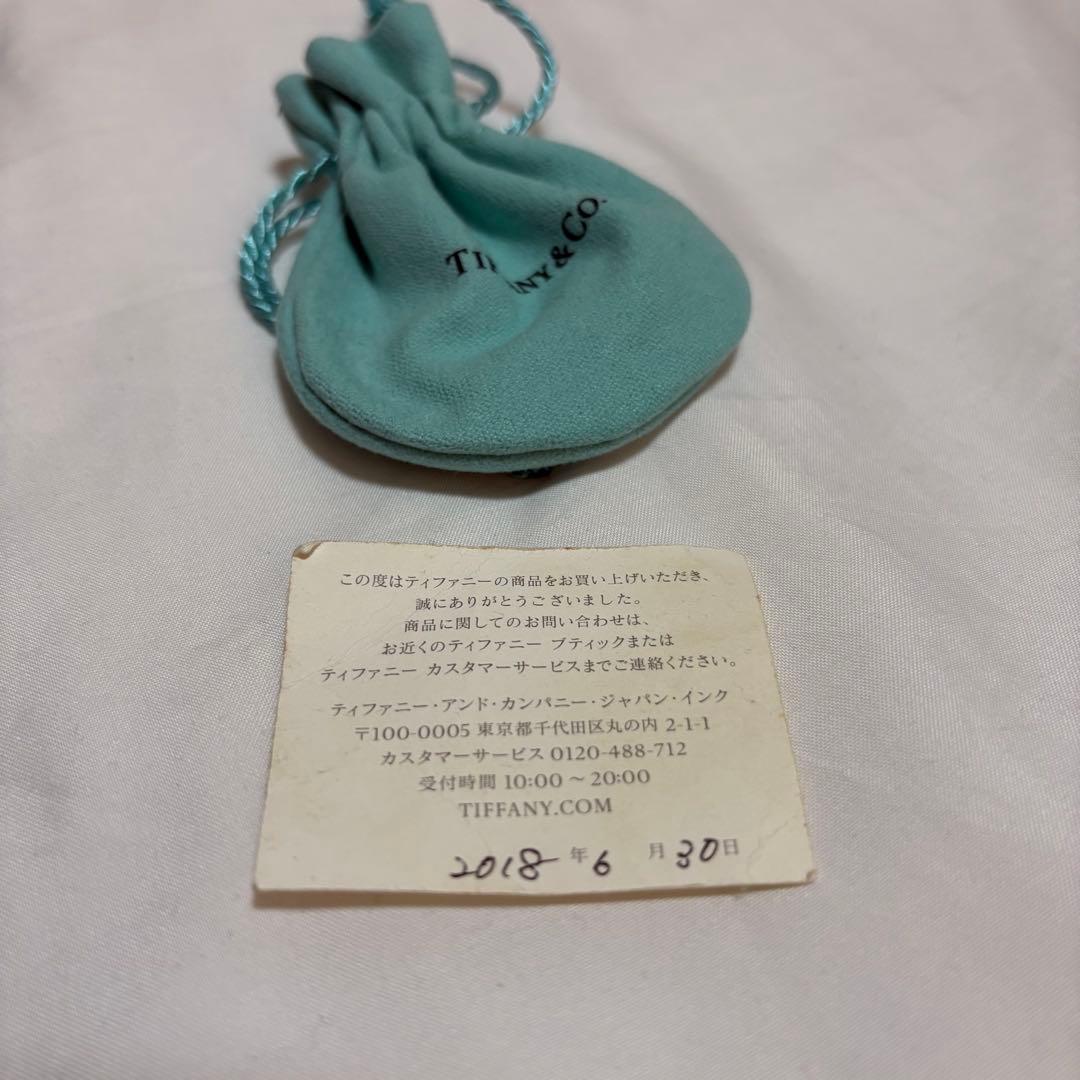 TIFFANY & CO.
この度はティファニーの商品をお買い上げいただき、
誠にありがとうございました。
商品に関してのお問い合わせは、
お近くのティファニー ブティックまたは
ティファニー カスタマーサービスまでご連絡ください。
ティファニー・アンド・カンパニー・ジャパン・インク
〒100-0005 東京都千代田区丸の内 2-1-1
カスタマーサービス 0120-488-712
受付時間 10:00 ～ 20:00
TIFFANY.COM
2018 年 6 月 30 日